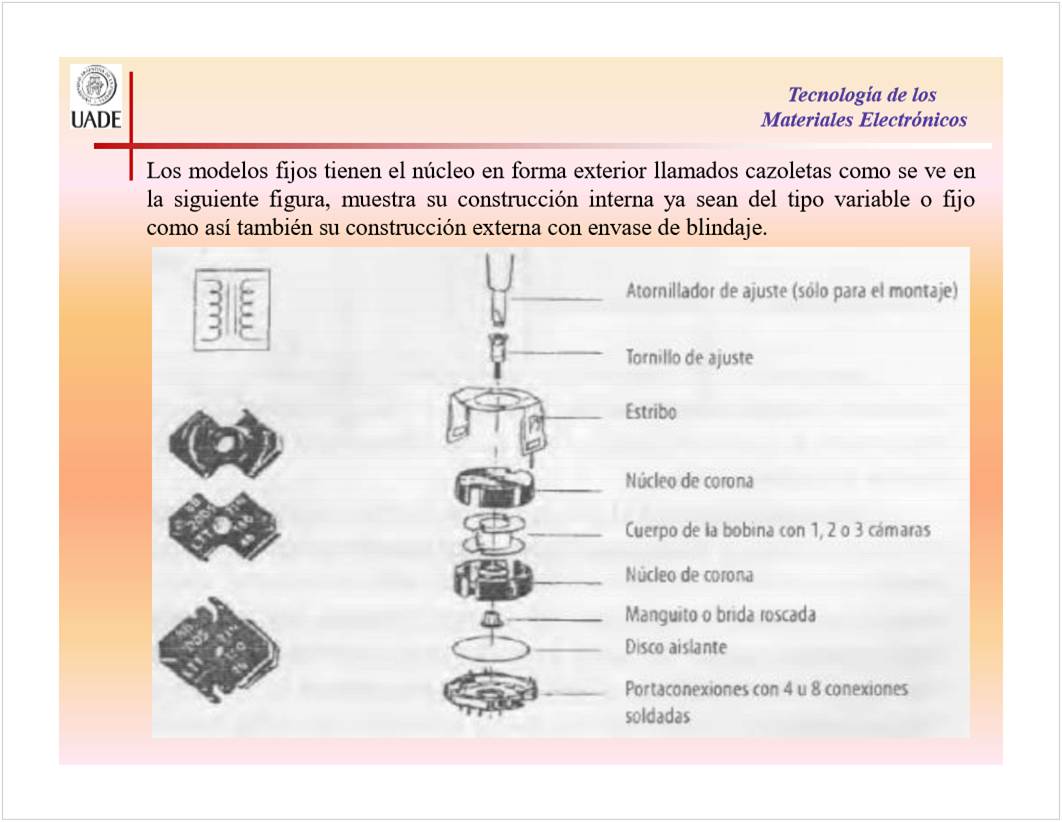 UADE
Tecnología de los
Materiales Electrónicos
Los modelos fijos tienen el núcleo en forma exterior llamados cazoletas como se ve en
la siguiente figura, muestra su construcción interna ya sean del tipo variable o fijo
como así también su construcción externa con envase de blindaje.
Atornillador de ajuste (sólo para el montaje)
Tornillo de ajuste
Estribo
Núcleo de corona
Cuerpo de la bobina con 1, 2 o 3 cámaras
Núcleo de corona
Manguito o brida roscada
Disco aislante
Portaconexiones con 4 u 8 conexiones
soldadas